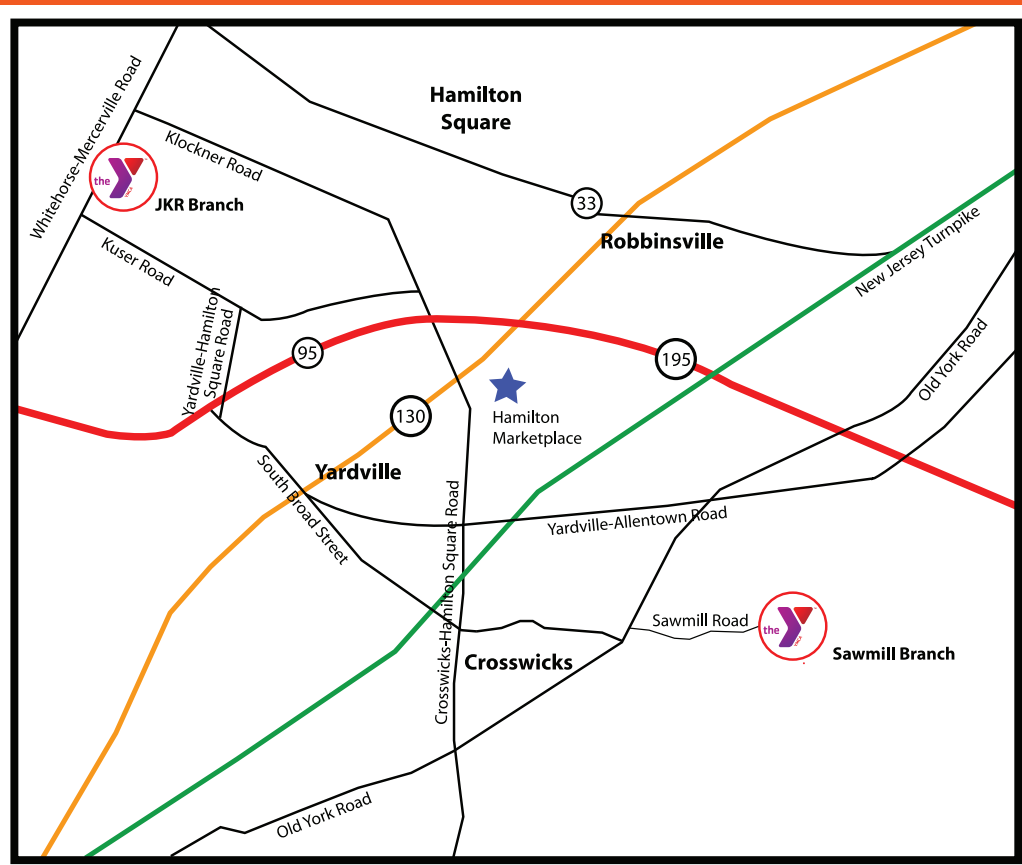 Hamilton
Square
Whitehorse-Mercerville Road
Klockner Road
the
YMCA
JKR Branch
33
Robbinsville
New Jersey Turnpike
Kuser Road
Yardville-Hamilton
Square Road
95
195
Old York Road
130
Hamilton
Marketplace
Yardville
South Broad Street
Crosswicks-Hamilton Square Road
Yardville-Allentown Road
Sawmill Road
the
YMCA
Sawmill Branch
Crosswicks
Old York Road